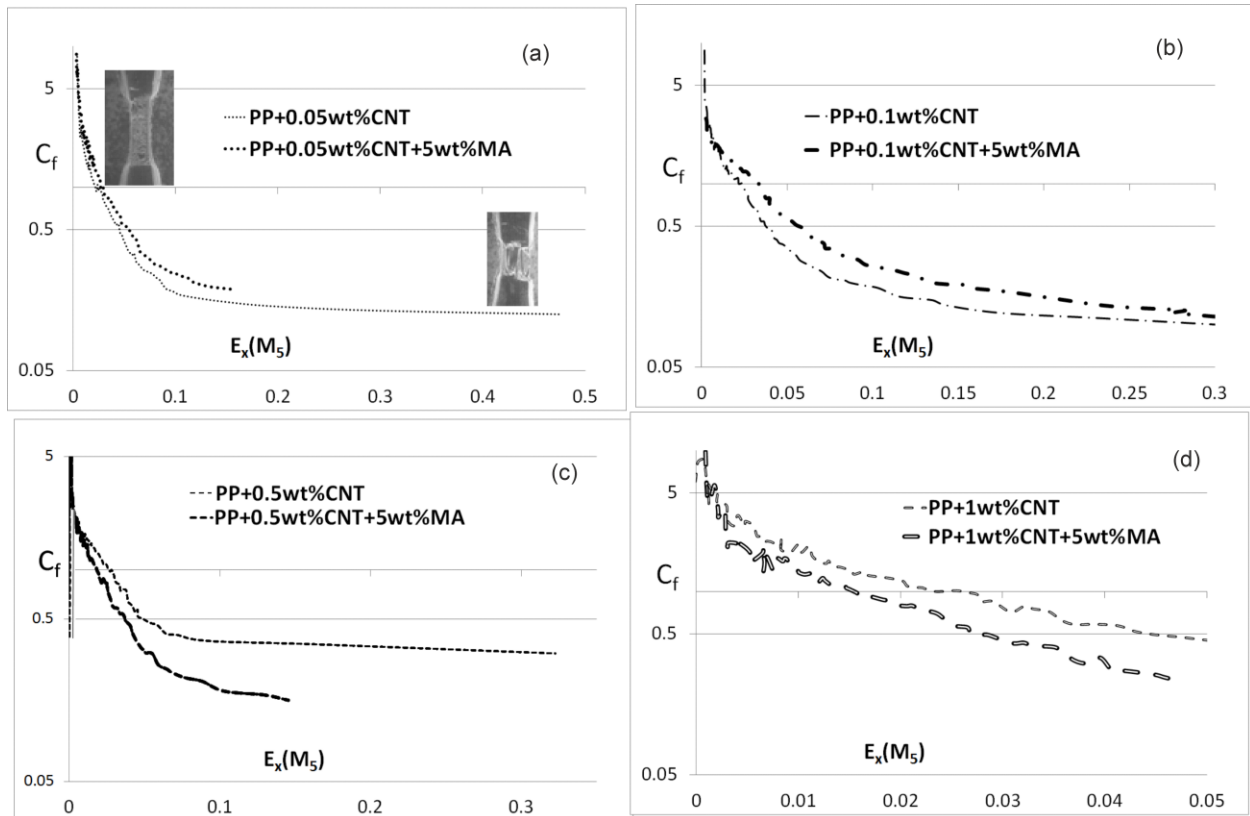 (a)
5
PP+0.05wt%CNT
PP+0.05wt%CNT+5wt%MA
Cf
0.5
Ex(M5)
0.05
0 0.1 0.2 0.3 0.4 0.5
(b)
5
PP+0.1wt%CNT
PP+0.1wt%CNT+5wt%MA
Cf
0.5
Ex(M5)
0.05
0 0.05 0.1 0.15 0.2 0.25 0.3
5
(c)
PP+0.5wt%CNT
PP+0.5wt%CNT+5wt%MA
Cf
0.5
Ex(M5)
0.05
0 0.1 0.2 0.3
(d)
5
PP+1wt%CNT
PP+1wt%CNT+5wt%MA
Cf
0.5
Ex(M5)
0.05
0 0.01 0.02 0.03 0.04 0.05